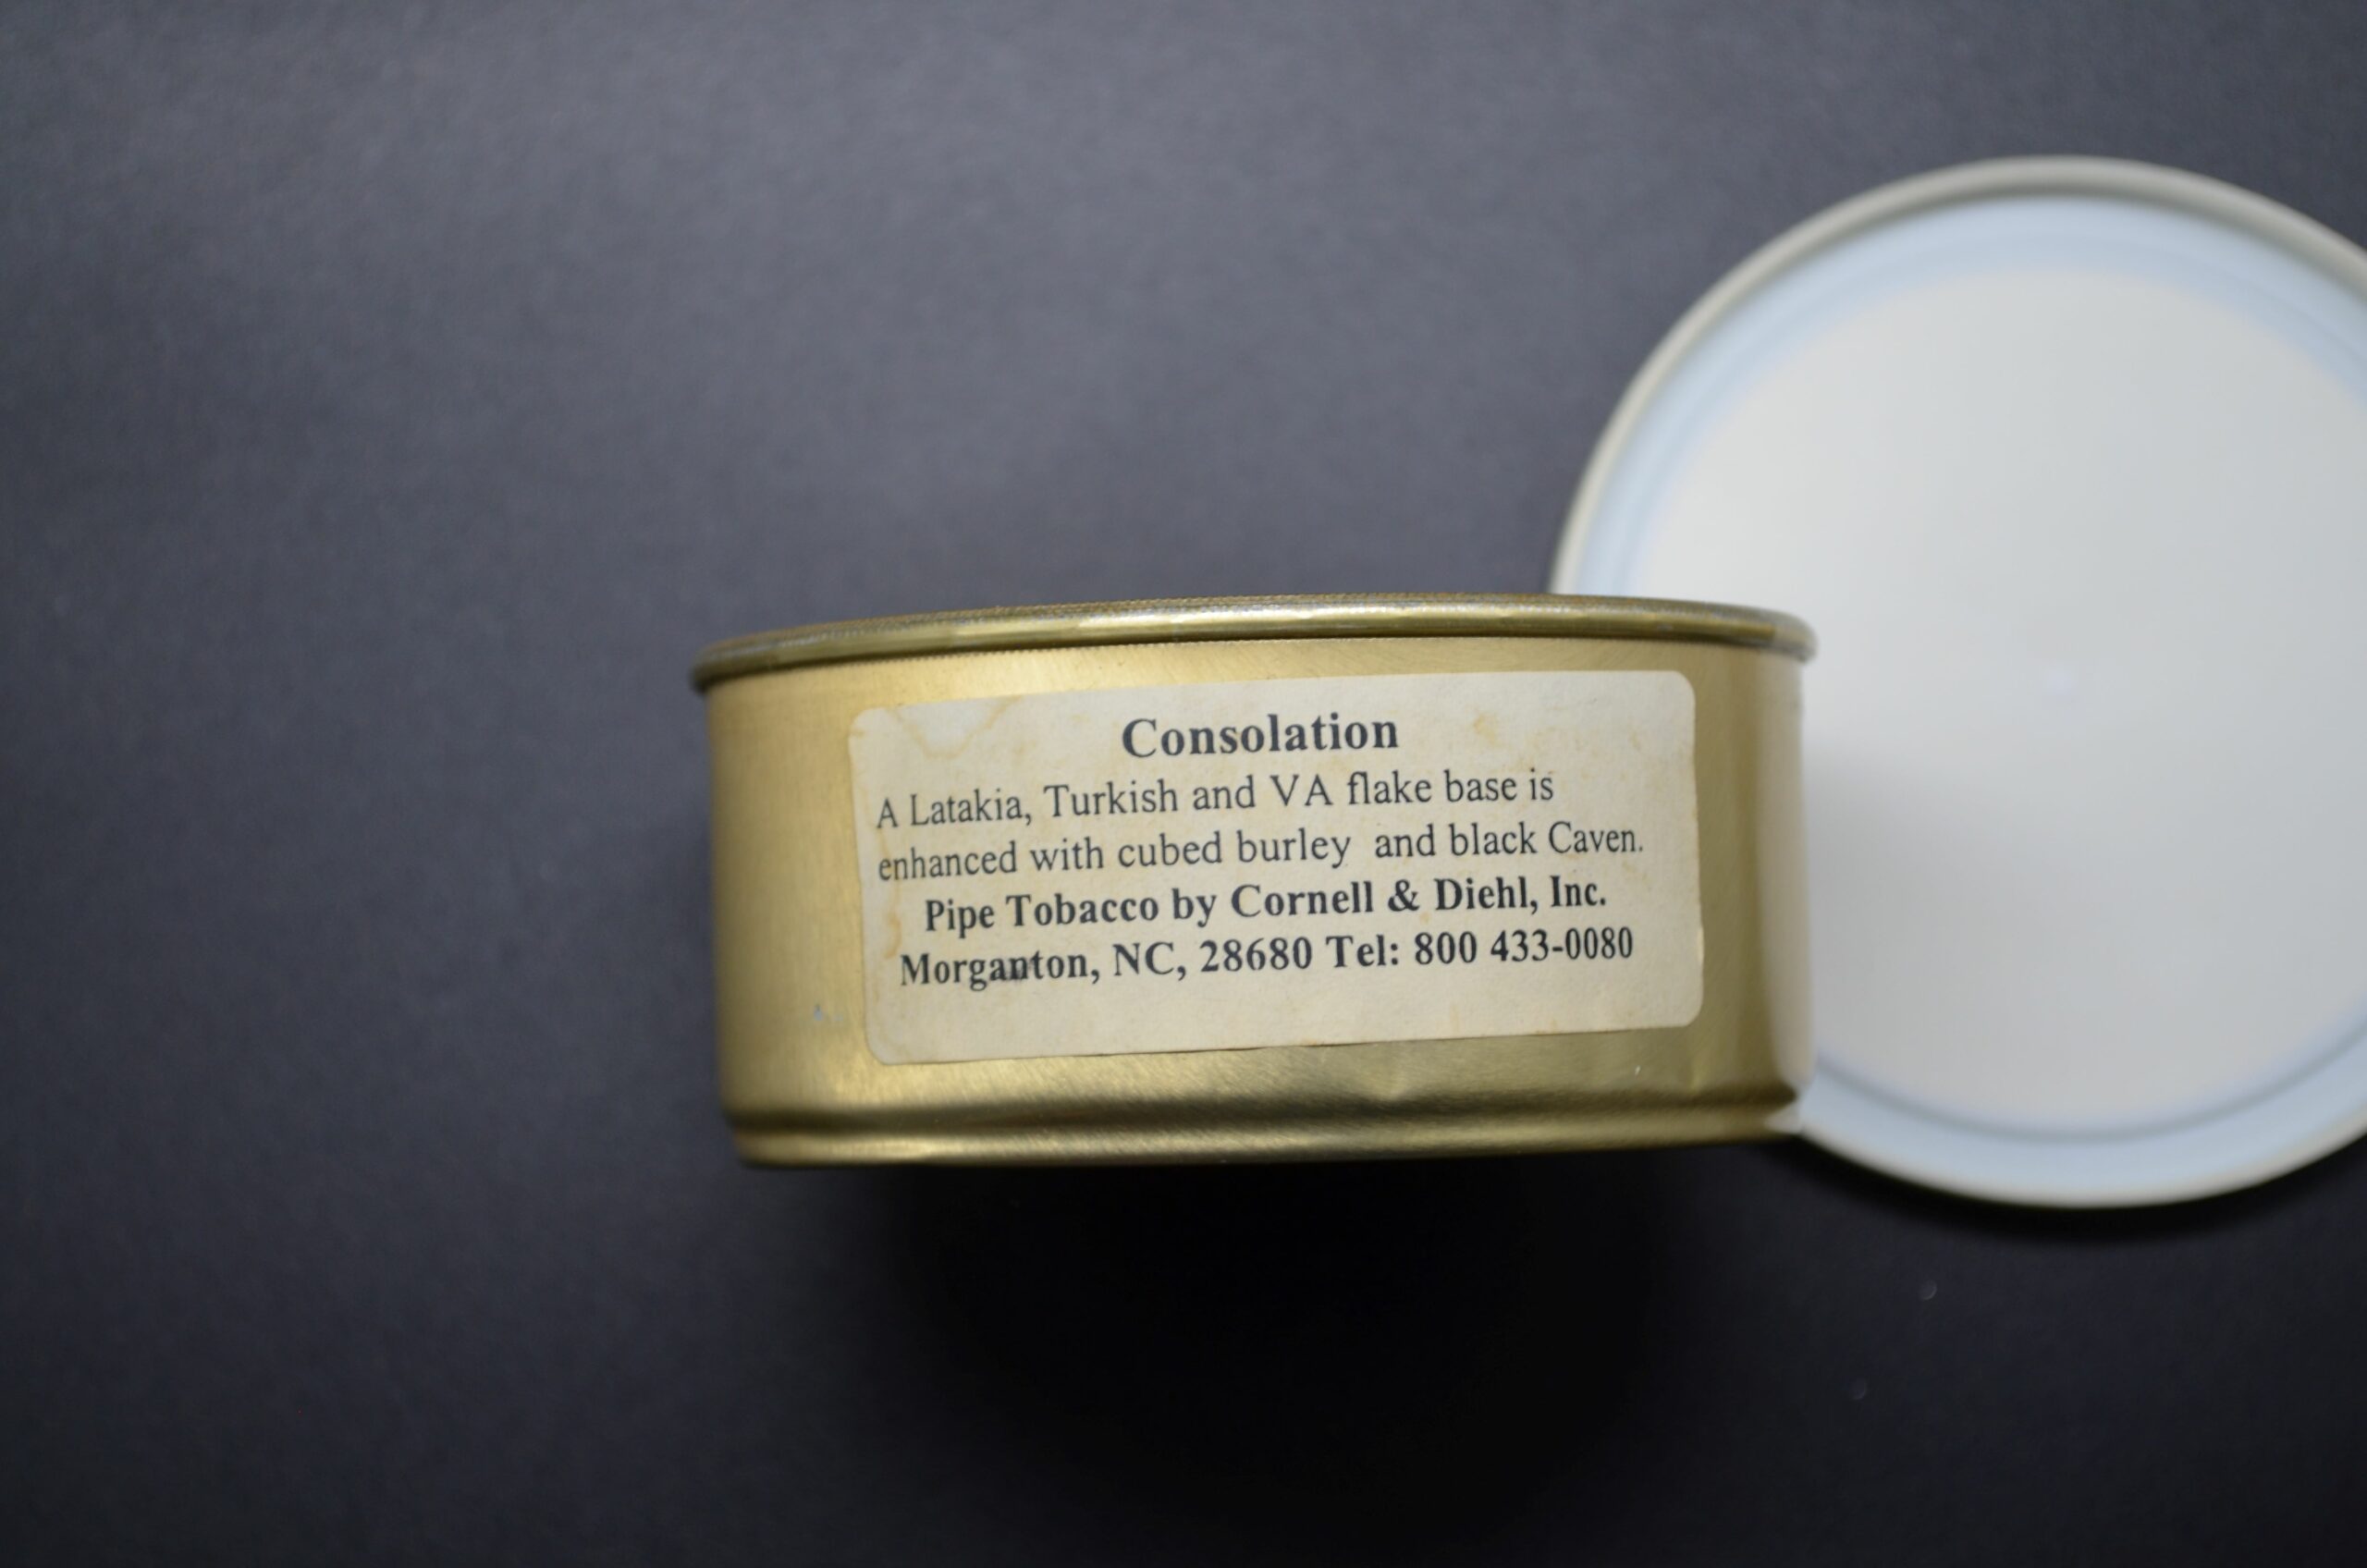 Consolation
A Latakia, Turkish and VA flake base is
enhanced with cubed burley and black Caven.
Pipe Tobacco by Cornell & Diehl, Inc.
Morganton, NC, 28680 Tel: 800 433-0080